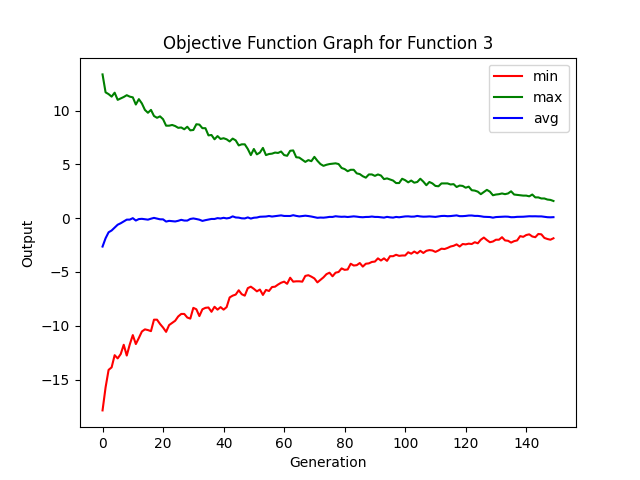 Objective Function Graph for Function 3
min
max
avg
10
5
0
−5
−10
−15
Output
0 20 40 60 80 100 120 140
Generation